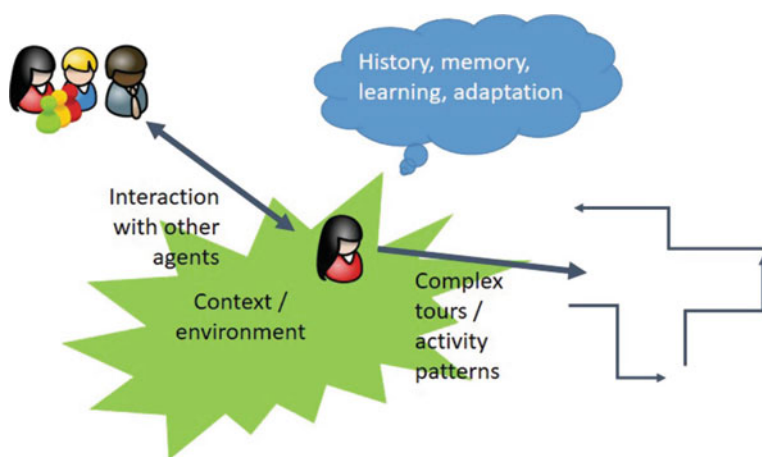 History, memory,
learning, adaptation
Interaction
with other
agents
Context /
environment
Complex
tours /
activity
patterns